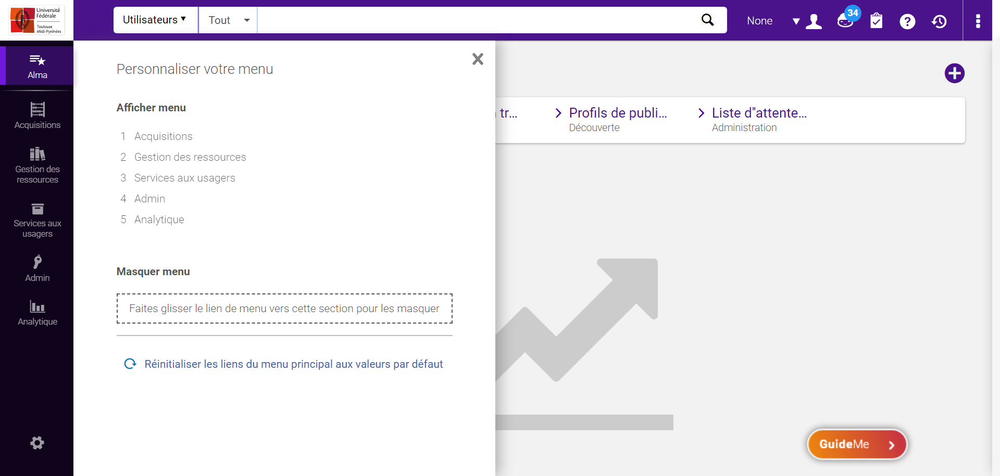 Université
Fédérale
Toulouse
Midi-Pyrénées
Utilisateurs
Tout
None
34
?
Alma
Acquisitions
Gestion des
ressources
Services aux
usagers
Admin
Analytique
Personnaliser votre menu
Afficher menu
1 Acquisitions
2 Gestion des ressources
3 Services aux usagers
4 Admin
5 Analytique
Masquer menu
Faites glisser le lien de menu vers cette section pour les masquer
Réinitialiser les liens du menu principal aux valeurs par défaut
tr...
Profils de publi...
Découverte
Liste d"attente...
Administration
GuideMe